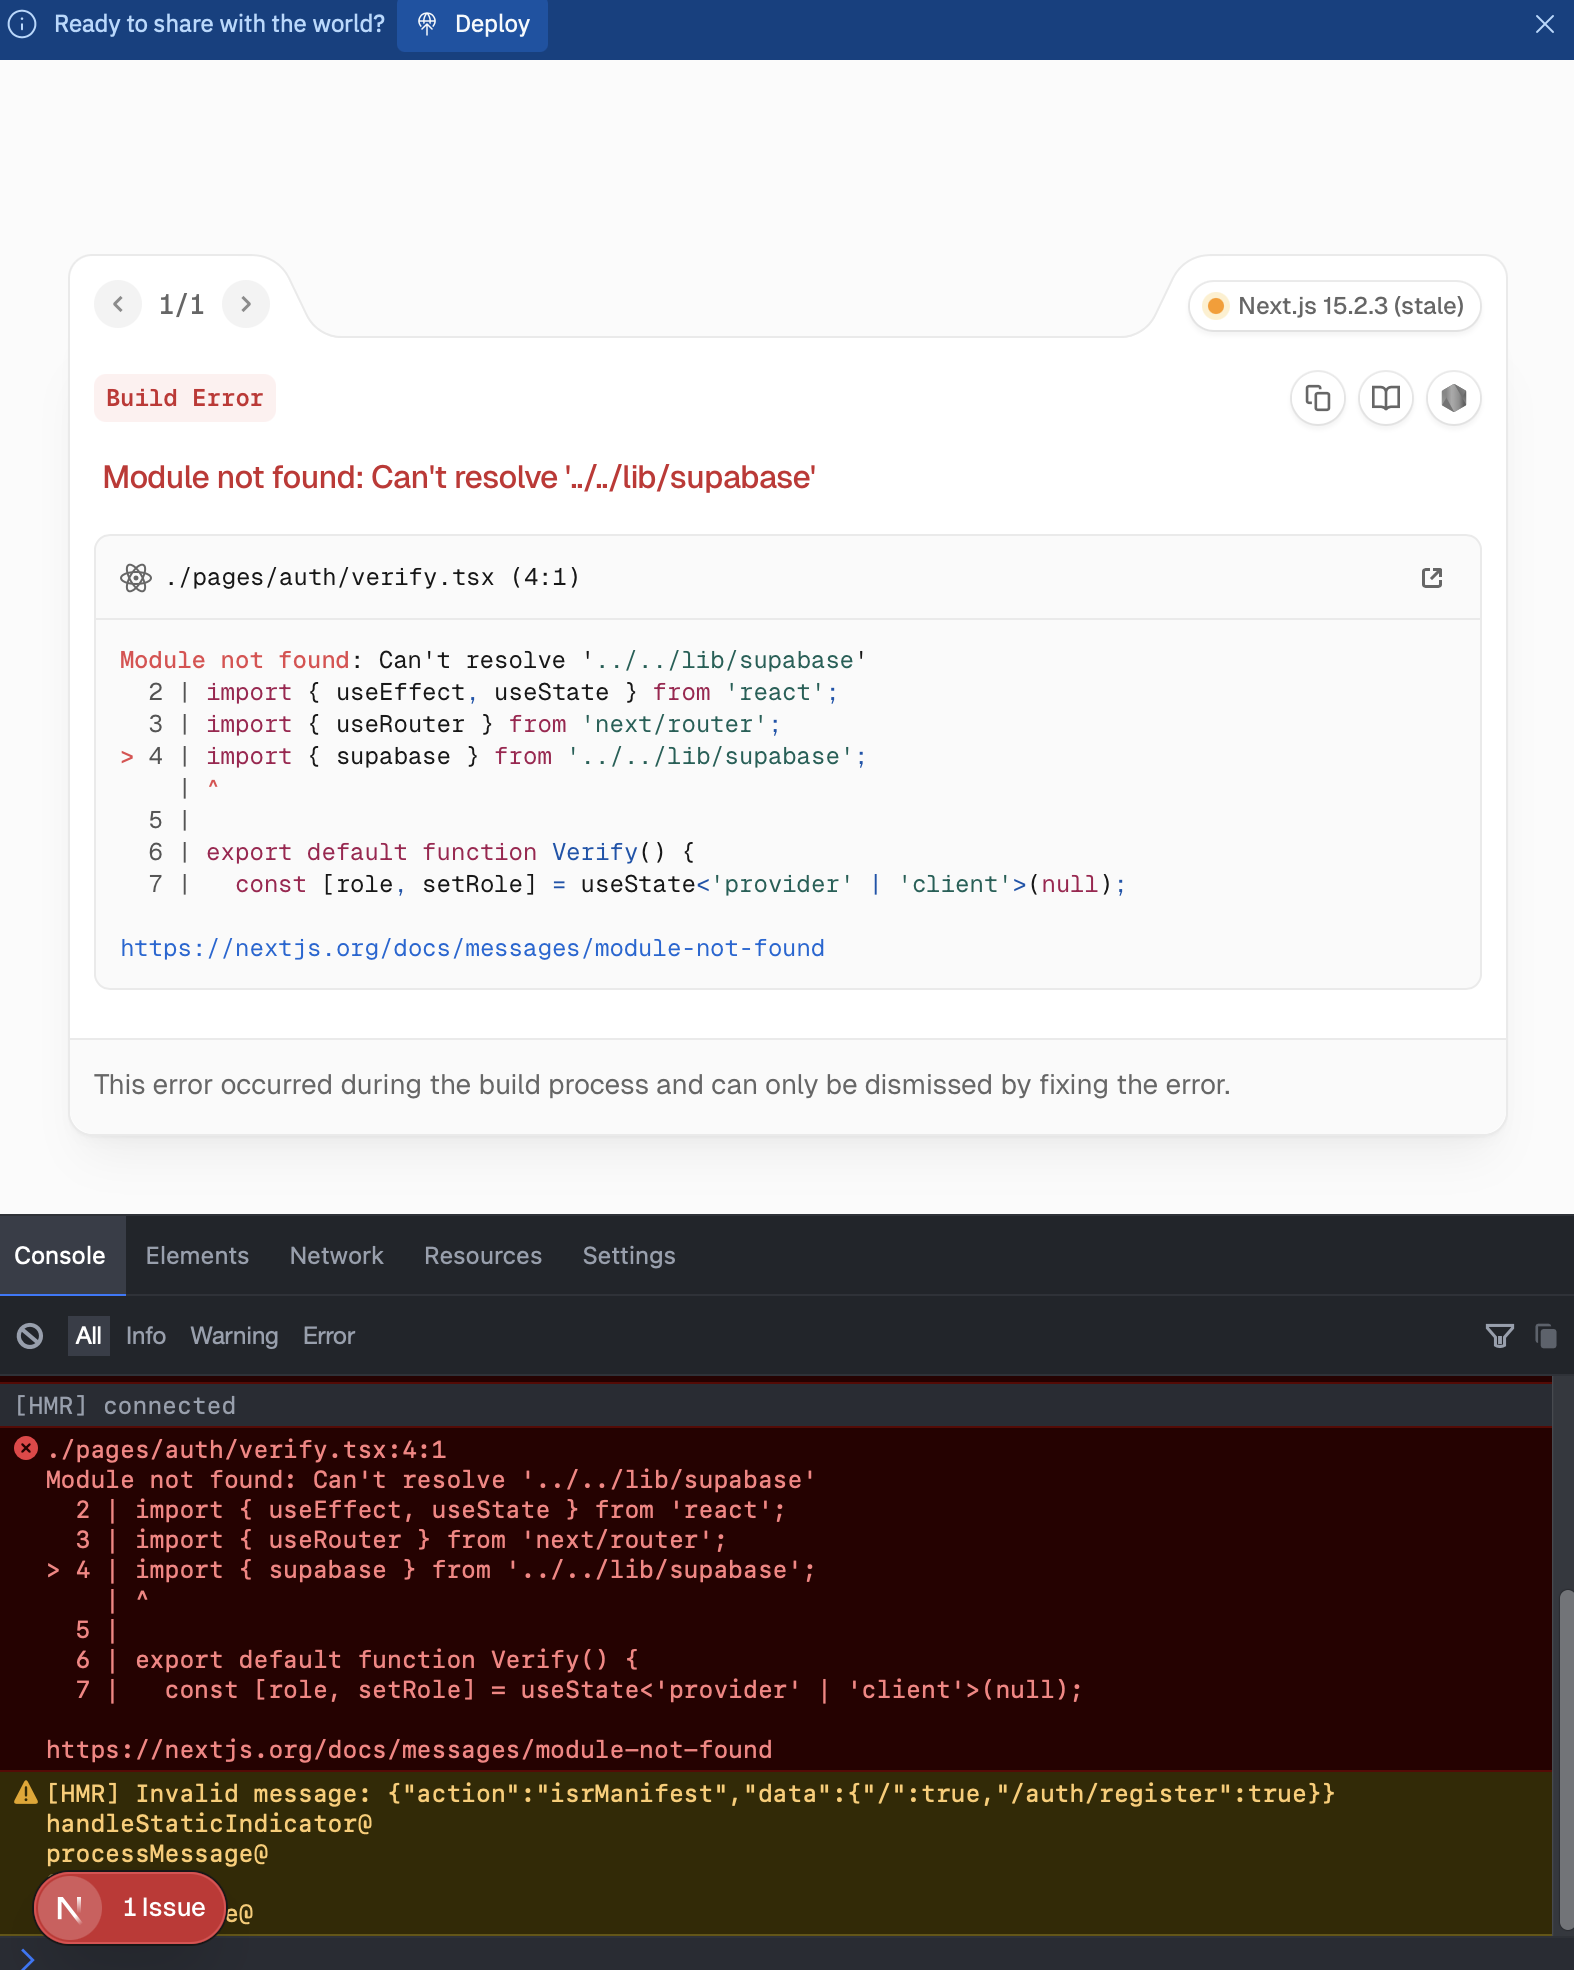 Ready to share with the world?
Deploy
1/1
Next.js 15.2.3 (stale)
Build Error
Module not found: Can't resolve '../../lib/supabase'
./pages/auth/verify.tsx (4:1)
Module not found: Can't resolve '../../lib/supabase'
2 | import { useEffect, useState } from 'react';
3 | import { useRouter } from 'next/router';
> 4 | import { supabase } from '../../lib/supabase';
| ^
5 |
6 | export default function Verify() {
7 |   const [role, setRole] = useState<'provider' | 'client'>(null);
https://nextjs.org/docs/messages/module-not-found
This error occurred during the build process and can only be dismissed by fixing the error.
Console Elements Network Resources Settings
All Info Warning Error
[HMR] connected
./pages/auth/verify.tsx:4:1
Module not found: Can't resolve '../../lib/supabase'
2 | import { useEffect, useState } from 'react';
3 | import { useRouter } from 'next/router';
> 4 | import { supabase } from '../../lib/supabase';
| ^
5 |
6 | export default function Verify() {
7 |   const [role, setRole] = useState<'provider' | 'client'>(null);
https://nextjs.org/docs/messages/module-not-found
[HMR] Invalid message: {"action":"isrManifest","data":{"/":true,"/auth/register":true}}
handleStaticIndicator@
processMessage@
N 1 Issue
e@
>